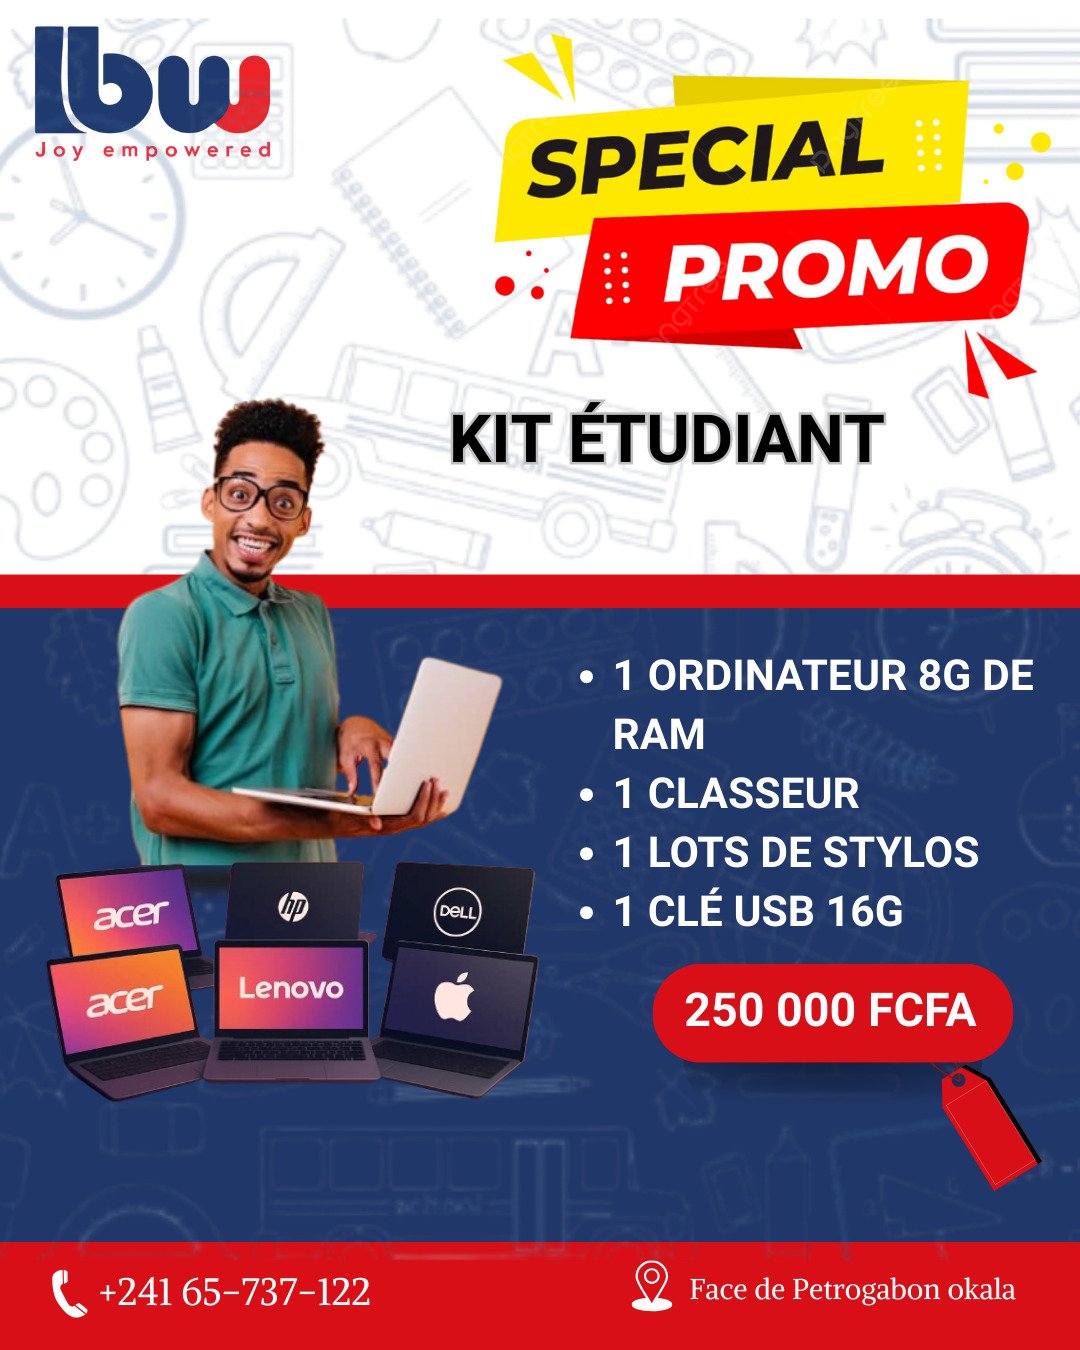 lbw
Joy empowered
SPECIAL
PROMO
KIT ÉTUDIANT
1 ORDINATEUR 8G DE
RAM
1 CLASSEUR
1 LOTS DE STYLOS
1 CLÉ USB 16G
acer
hp
DELL
acer
Lenovo
250 000 FCFA
+241 65-737-122
Face de Petrogabon okala